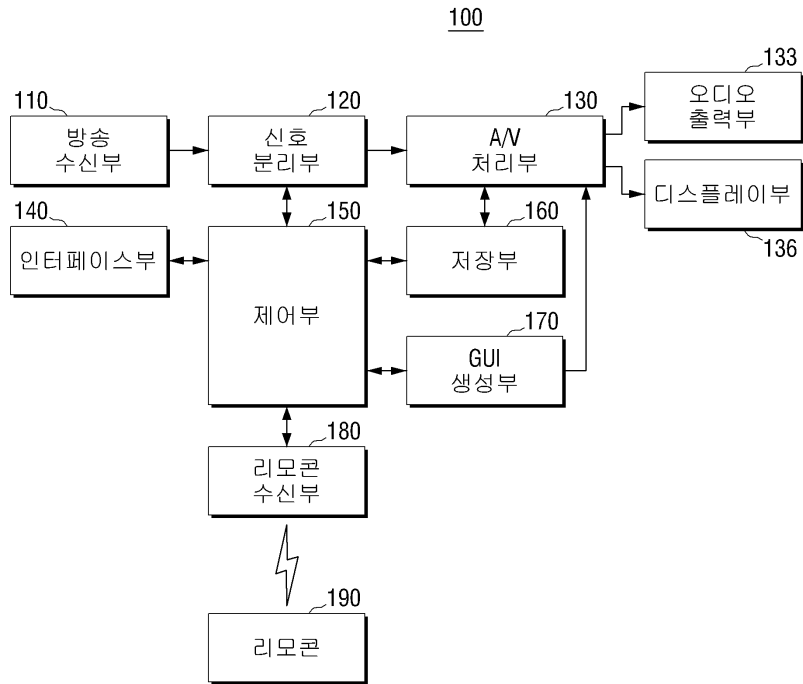 100
110
방송
수신부
120
신호
분리부
130
A/V
처리부
133
오디오
출력부
디스플레이부
136
140
인터페이스부
150
제어부
160
저장부
170
GUI
생성부
180
리모콘
수신부
190
리모콘